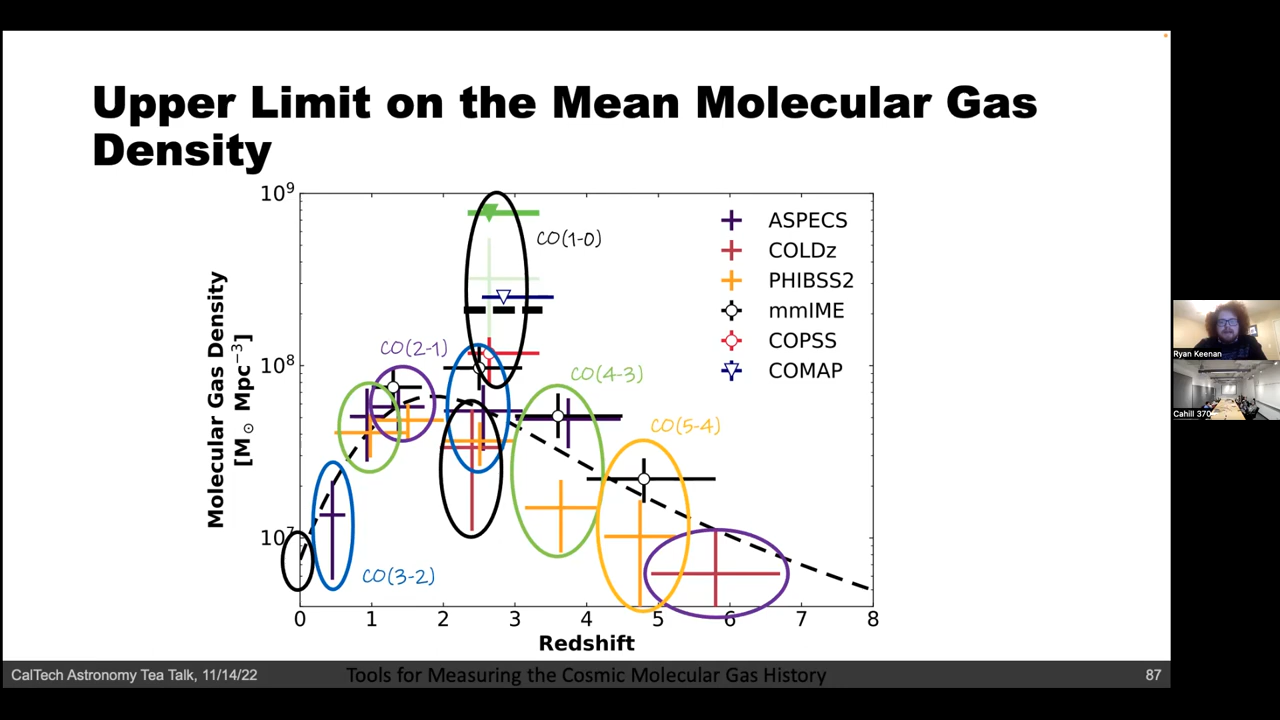 Upper Limit on the Mean Molecular Gas
Density
10⁹
10⁸
10⁷
Molecular Gas Density
[M⊙ Mpc⁻³]
CO(1-0)
CO(2-1)
CO(4-3)
CO(5-4)
CO(3-2)
ASPECS
COLDz
PHIBSS2
mmIME
COPSS
COMAP
0 1 2 3 4 5 6 7 8
Redshift
CalTech Astronomy Tea Talk, 11/14/22
Tools for Measuring the Cosmic Molecular Gas History
87
Ryan Keenan
Cahill 370